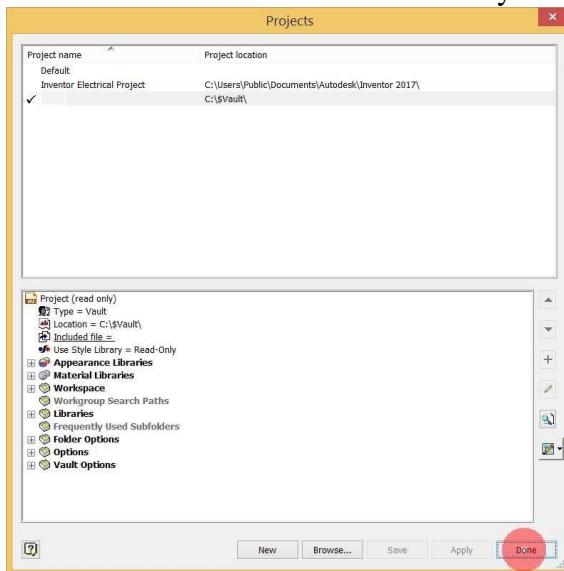 Projects
Project name Project location
Default
Inventor Electrical Project C:\Users\Public\Documents\Autodesk\Inventor 2017\
C:\$Vault\
Project (read only)
Type = Vault
Location = C:\$Vault\
Included file =
Use Style Library = Read-Only
Appearance Libraries
Material Libraries
Workspace
Workgroup Search Paths
Libraries
Frequently Used Subfolders
Folder Options
Options
Vault Options
New Browse... Save Apply Done